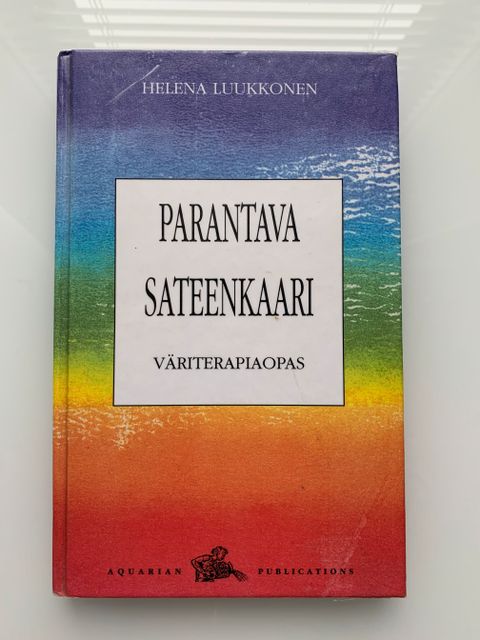 HELENA LUUKKONEN
PARANTAVA
SATEENKAARI
VÄRITERAPIAOPAS
AQUARIAN PUBLICATIONS